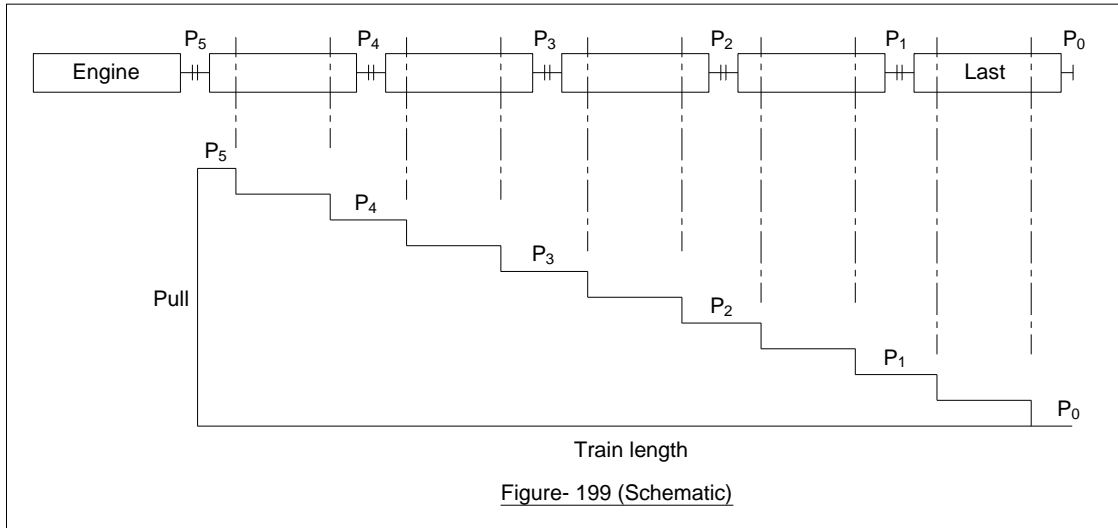 P₅ P₄ P₃ P₂ P₁ P₀
Engine Last
P₅
P₄
P₃
Pull
P₂
P₁
P₀
Train length
Figure- 199 (Schematic)